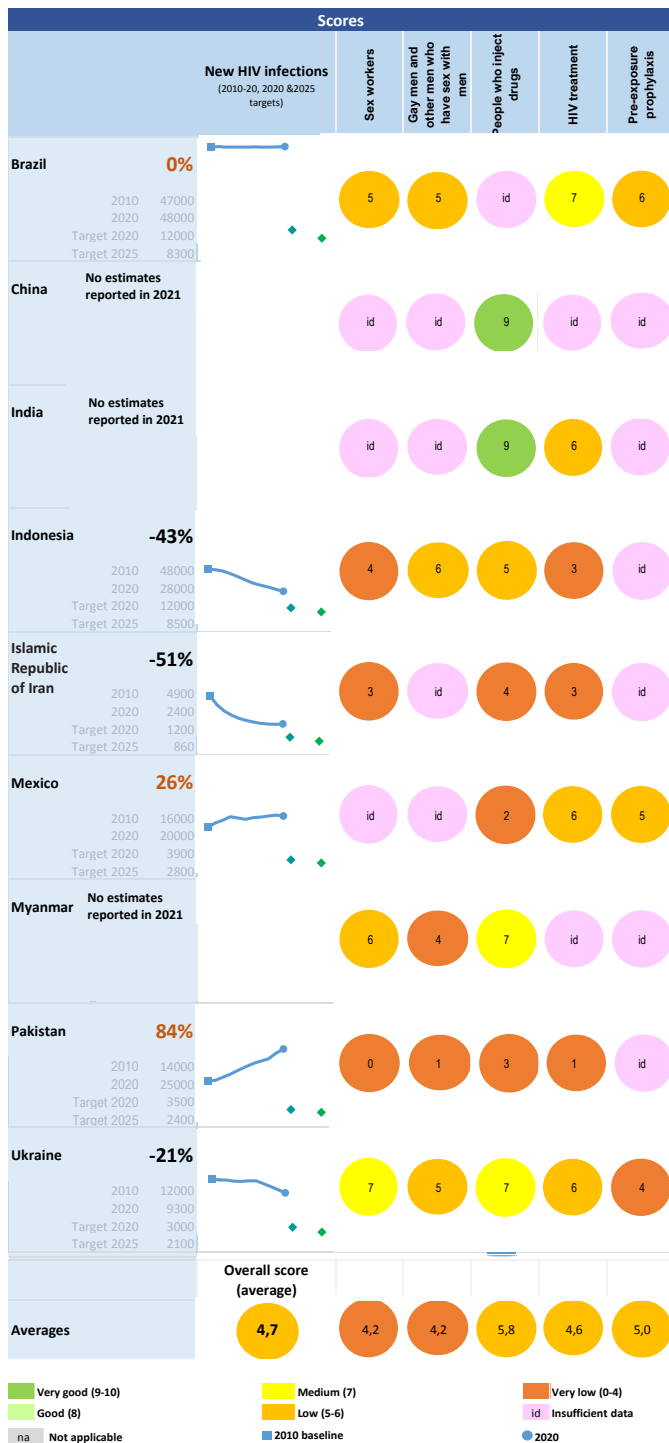 Scores
New HIV infections
(2010-20, 2020 &2025
targets)
Sex workers
Gay men and
other men who
have sex with
men
People who inject
drugs
HIV treatment
Pre-exposure
prophylaxis
Brazil 0%
2010 47000
2020 48000
Target 2020 12000
Target 2025 8300
5 5 id 7 6
China No estimates
reported in 2021
id id 9 id id
India No estimates
reported in 2021
id id 9 6 id
Indonesia -43%
2010 48000
2020 28000
Target 2020 12000
Target 2025 8500
4 6 5 3 id
Islamic
Republic
of Iran
-51%
2010 4900
2020 2400
Target 2020 1200
Target 2025 860
3 id 4 3 id
Mexico 26%
2010 16000
2020 20000
Target 2020 3900
Target 2025 2800
id id 2 6 5
Myanmar No estimates
reported in 2021
6 4 7 id id
Pakistan 84%
2010 14000
2020 25000
Target 2020 3500
Target 2025 2400
0 1 3 1 id
Ukraine -21%
2010 12000
2020 9300
Target 2020 3000
Target 2025 2100
7 5 7 6 4
Overall score
(average)
Averages 4,7 4,2 4,2 5,8 4,6 5,0
Very good (9-10) Medium (7) Very low (0-4)
Good (8) Low (5-6) id Insufficient data
na Not applicable 2010 baseline 2020